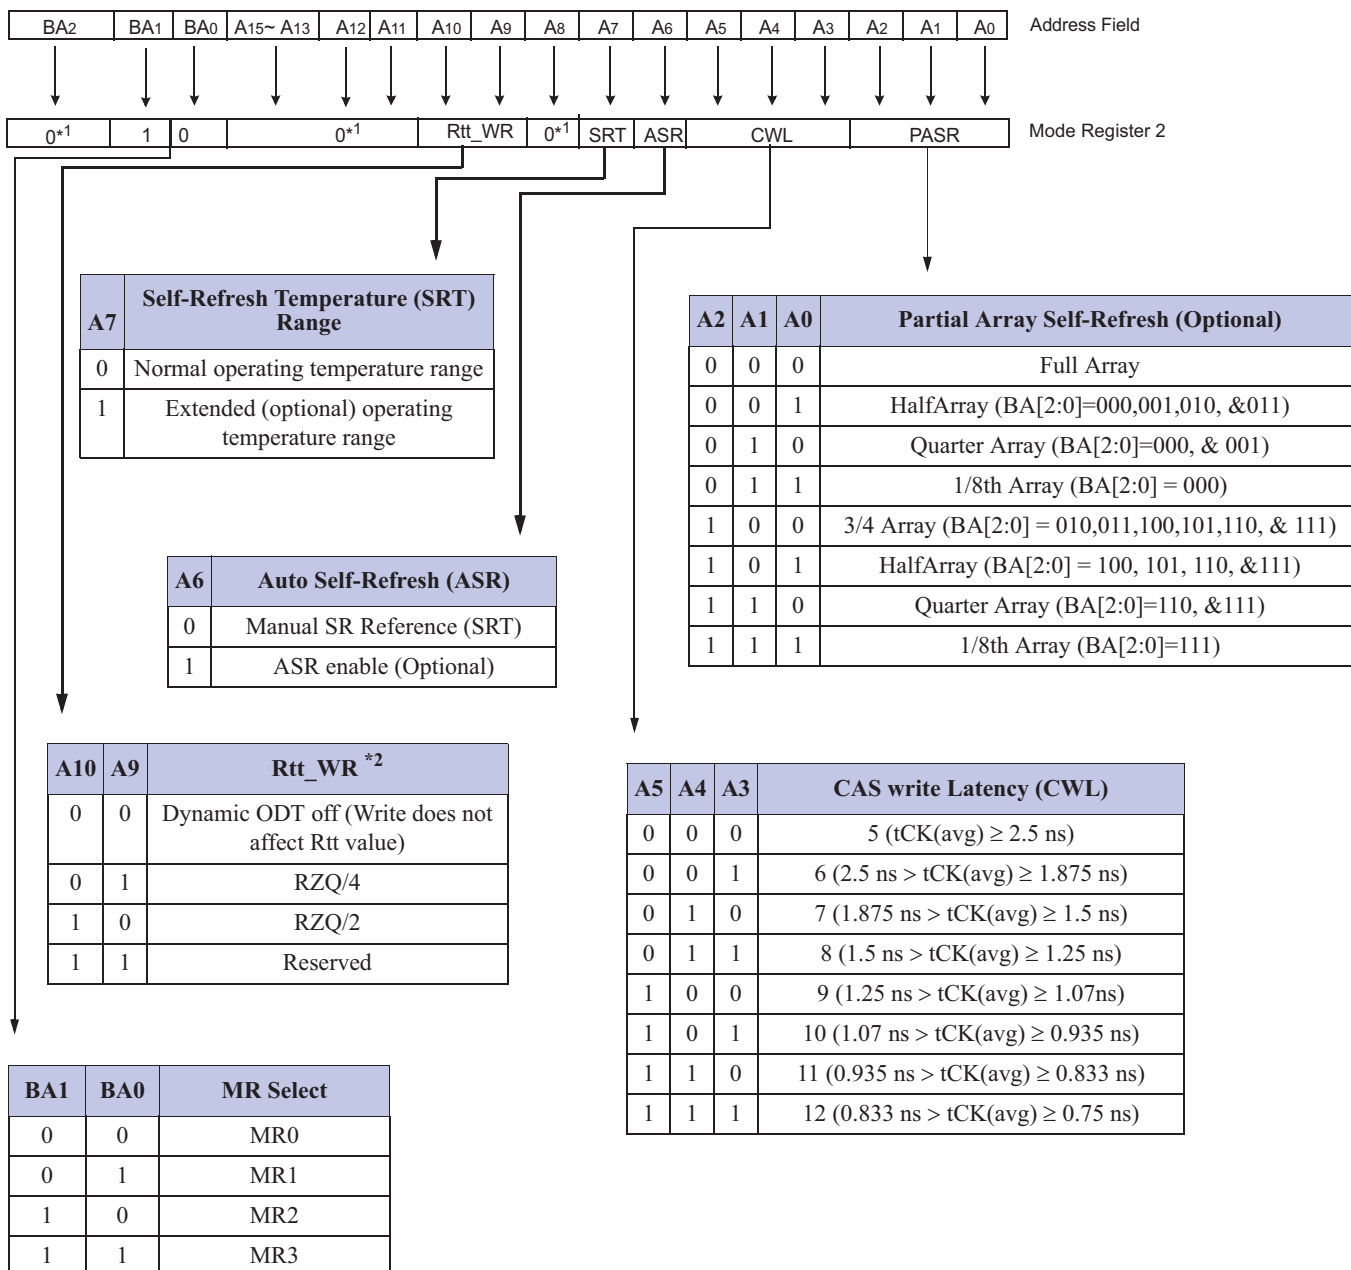 BA2 BA1 BA0 A15~ A13 A12 A11 A10 A9 A8 A7 A6 A5 A4 A3 A2 A1 A0 Address Field
0*1 1 0 0*1 Rtt_WR 0*1 SRT ASR CWL PASR Mode Register 2
A7 Self-Refresh Temperature (SRT)
Range
0 Normal operating temperature range
1 Extended (optional) operating
temperature range
A2 A1 A0 Partial Array Self-Refresh (Optional)
0 0 0 Full Array
0 0 1 HalfArray (BA[2:0]=000,001,010, &011)
0 1 0 Quarter Array (BA[2:0]=000, & 001)
0 1 1 1/8th Array (BA[2:0] = 000)
1 0 0 3/4 Array (BA[2:0] = 010,011,100,101,110, & 111)
1 0 1 HalfArray (BA[2:0] = 100, 101, 110, &111)
1 1 0 Quarter Array (BA[2:0]=110, &111)
1 1 1 1/8th Array (BA[2:0]=111)
A6 Auto Self-Refresh (ASR)
0 Manual SR Reference (SRT)
1 ASR enable (Optional)
A10 A9 Rtt_WR *2
0 0 Dynamic ODT off (Write does not
affect Rtt value)
0 1 RZQ/4
1 0 RZQ/2
1 1 Reserved
A5 A4 A3 CAS write Latency (CWL)
0 0 0 5 (tCK(avg) ≥ 2.5 ns)
0 0 1 6 (2.5 ns > tCK(avg) ≥ 1.875 ns)
0 1 0 7 (1.875 ns > tCK(avg) ≥ 1.5 ns)
0 1 1 8 (1.5 ns > tCK(avg) ≥ 1.25 ns)
1 0 0 9 (1.25 ns > tCK(avg) ≥ 1.07ns)
1 0 1 10 (1.07 ns > tCK(avg) ≥ 0.935 ns)
1 1 0 11 (0.935 ns > tCK(avg) ≥ 0.833 ns)
1 1 1 12 (0.833 ns > tCK(avg) ≥ 0.75 ns)
BA1 BA0 MR Select
0 0 MR0
0 1 MR1
1 0 MR2
1 1 MR3